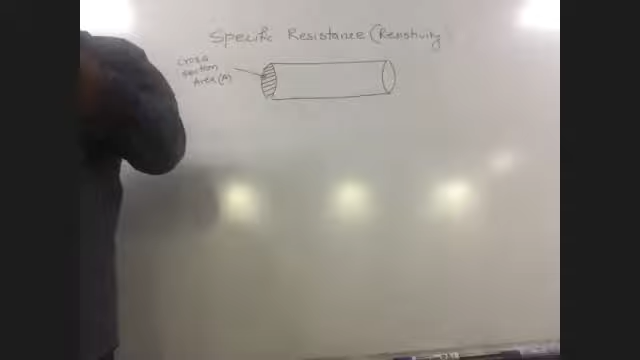 Specific Resistance (Resistivity
cross
section
Area (A)